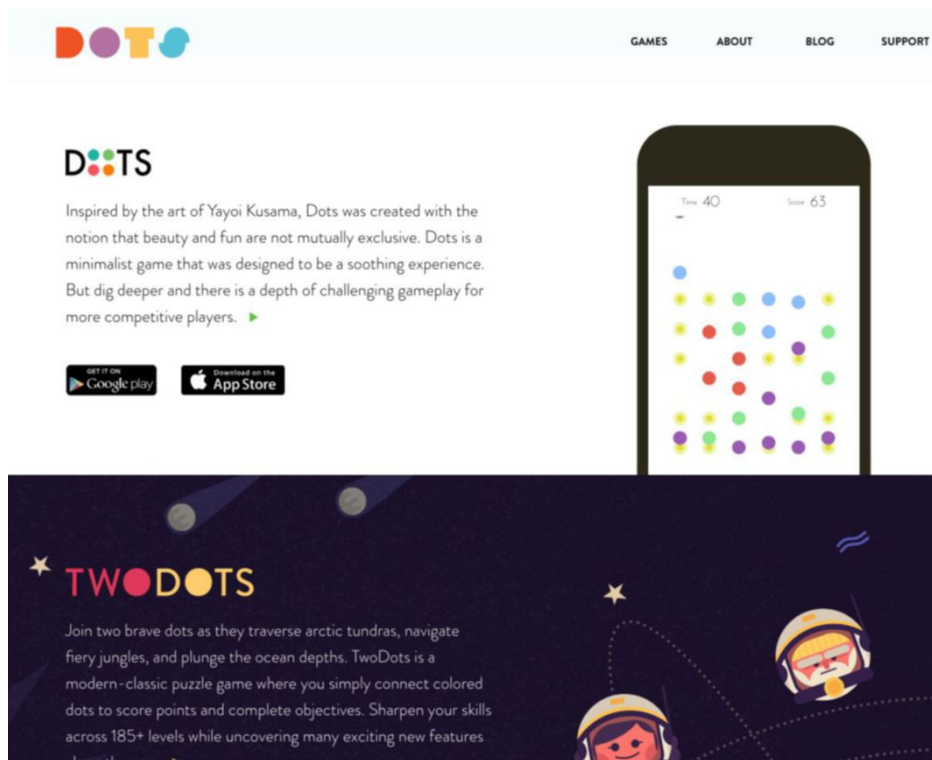 DOTS
GAMES ABOUT BLOG SUPPORT
DOTS
Inspired by the art of Yayoi Kusama, Dots was created with the
notion that beauty and fun are not mutually exclusive. Dots is a
minimalist game that was designed to be a soothing experience.
But dig deeper and there is a depth of challenging gameplay for
more competitive players.
GET IT ON
Google play
Download on the
App Store
Time 40 Score 63
TWODOTS
Join two brave dots as they traverse arctic tundras, navigate
fiery jungles, and plunge the ocean depths. TwoDots is a
modern-classic puzzle game where you simply connect colored
dots to score points and complete objectives. Sharpen your skills
across 185+ levels while uncovering many exciting new features